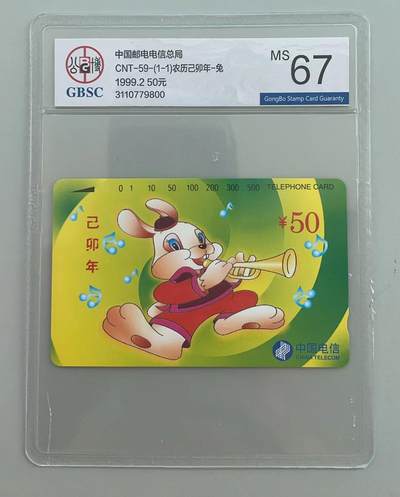 中国邮电电信总局
CNT-59-(1-1)农历己卯年-兔
1999.2 50元
3110779800
GBSC
MS 67
GongBo Stamp Card Guaranty
0 1 10 50 100 200 300 500 TELEPHONE CARD
¥50
己卯年
中国电信
CHINA TELECOM